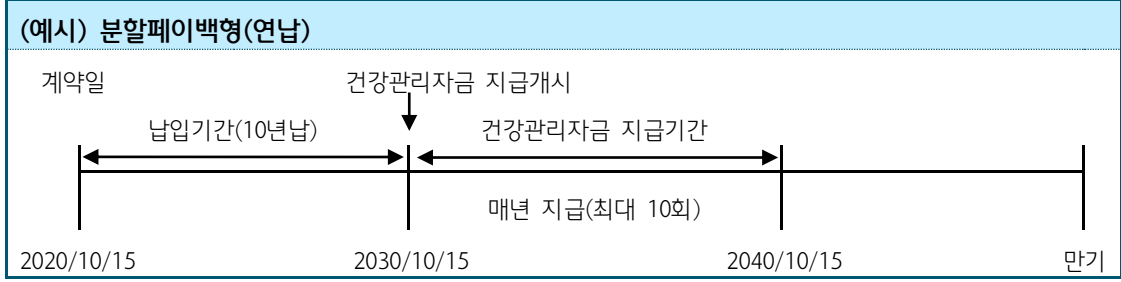 (예시) 분할페이백형(연납)
계약일 건강관리자금 지급개시
납입기간(10년납) 건강관리자금 지급기간
매년 지급(최대 10회)
2020/10/15 2030/10/15 2040/10/15 만기